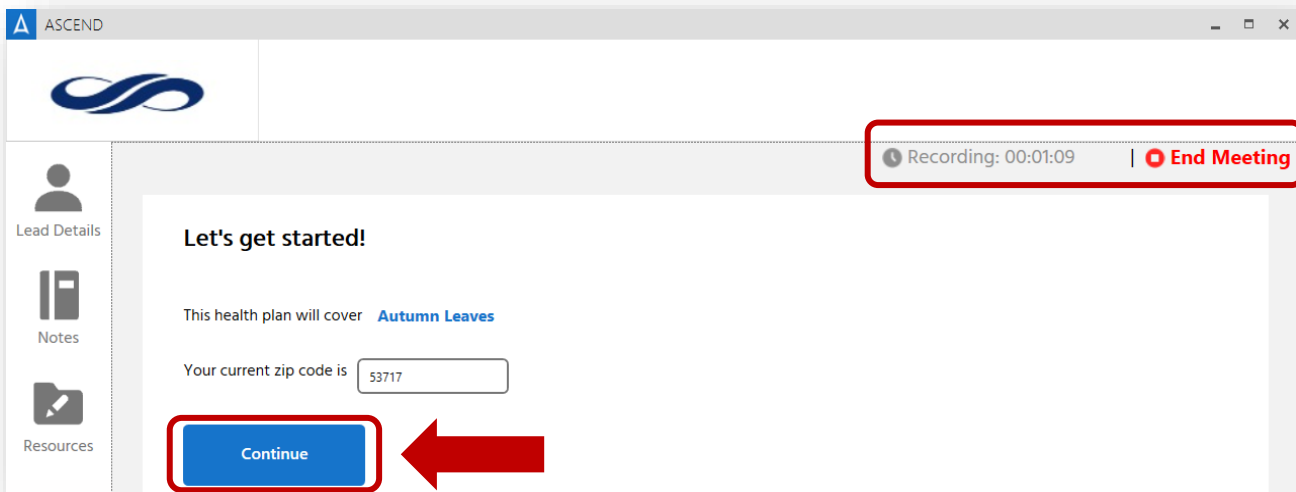 ASCEND
Recording: 00:01:09 | End Meeting
Lead Details
Let's get started!
This health plan will cover Autumn Leaves
Notes
Your current zip code is 53717
Resources
Continue